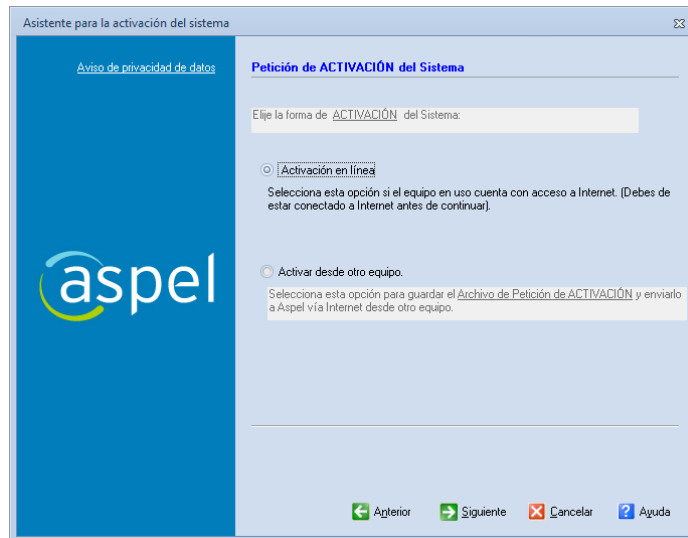 Asistente para la activación del sistema
Aviso de privacidad de datos
Petición de ACTIVACIÓN del Sistema
Elije la forma de ACTIVACIÓN del Sistema:
Activación en línea
Selecciona esta opción si el equipo en uso cuenta con acceso a Internet. (Debes de
estar conectado a Internet antes de continuar).
aspel
Activar desde otro equipo.
Selecciona esta opción para guardar el Archivo de Petición de ACTIVACIÓN y enviarlo
a Aspel vía Internet desde otro equipo.
Anterior Siguiente Cancelar Ayuda